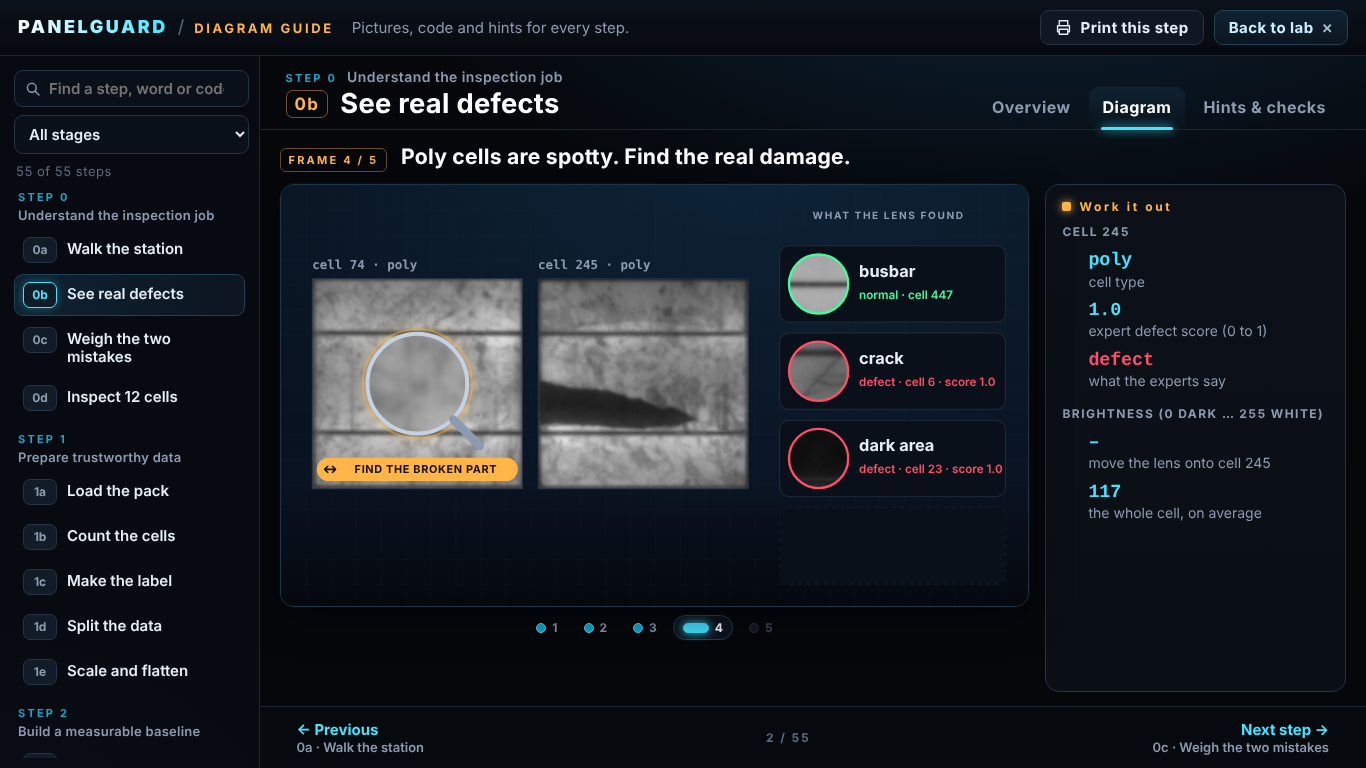 PANELGUARD / DIAGRAM GUIDE Pictures, code and hints for every step.
Print this step
Back to lab ×
Find a step, word or cod
All stages
55 of 55 steps
STEP 0
Understand the inspection job
0a Walk the station
0b See real defects
0c Weigh the two
mistakes
0d Inspect 12 cells
STEP 1
Prepare trustworthy data
1a Load the pack
1b Count the cells
1c Make the label
1d Split the data
1e Scale and flatten
STEP 2
Build a measurable baseline
STEP 0 Understand the inspection job
0b See real defects
Overview
Diagram
Hints & checks
FRAME 4 / 5 Poly cells are spotty. Find the real damage.
cell 74 · poly
cell 245 · poly
↔ FIND THE BROKEN PART
WHAT THE LENS FOUND
busbar
normal · cell 447
crack
defect · cell 6 · score 1.0
dark area
defect · cell 23 · score 1.0
1 2 3 4 5
Work it out
CELL 245
poly
cell type
1.0
expert defect score (0 to 1)
defect
what the experts say
BRIGHTNESS (0 DARK … 255 WHITE)
–
move the lens onto cell 245
117
the whole cell, on average
← Previous
0a · Walk the station
2 / 55
Next step →
0c · Weigh the two mistakes